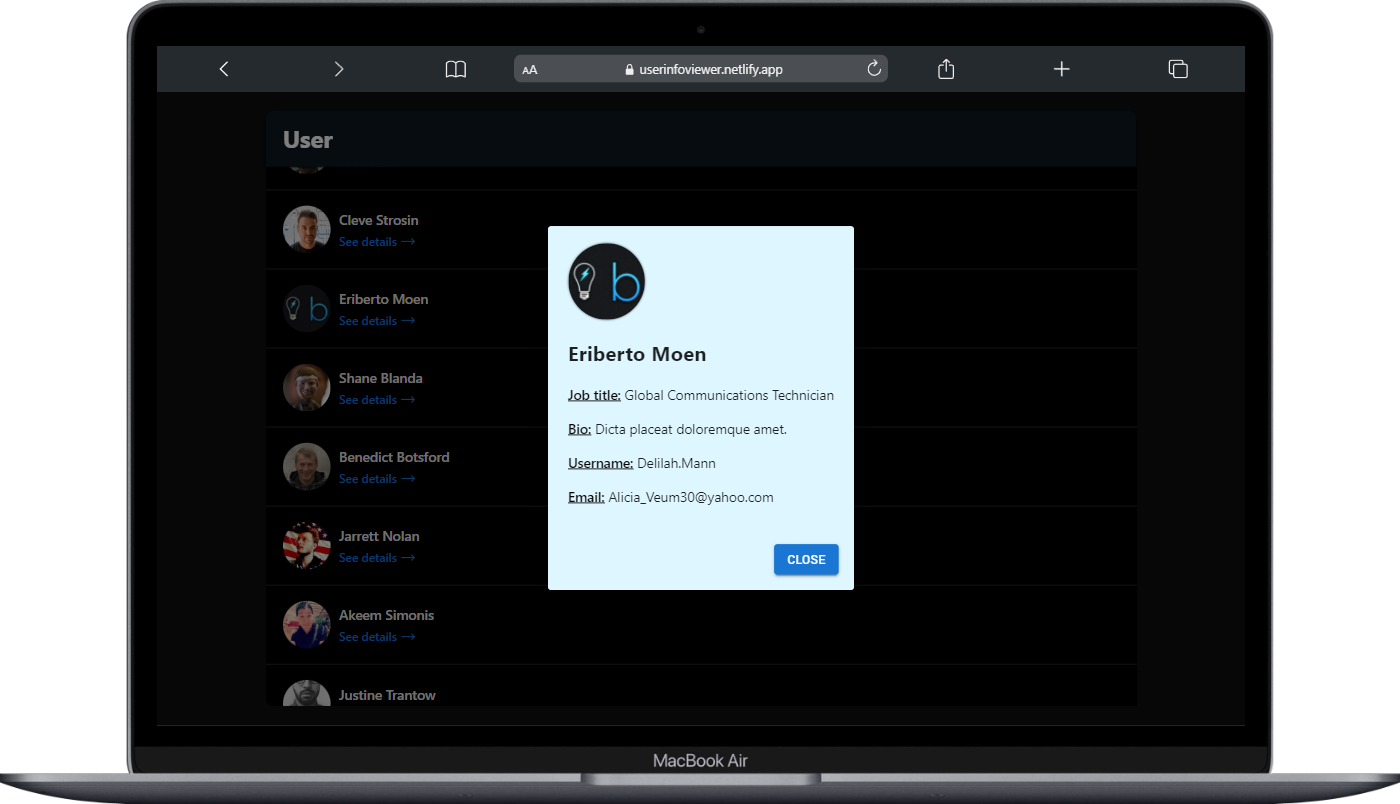 AA userinfoviewer.netlify.app
User
Cleve Strosin
See details →
Eriberto Moen
See details →
Shane Blanda
See details →
Benedict Botsford
See details →
Jarrett Nolan
See details →
Akeem Simonis
See details →
Justine Trantow
b
Eriberto Moen
Job title: Global Communications Technician
Bio: Dicta placeat doloremque amet.
Username: Delilah.Mann
Email: Alicia_Veum30@yahoo.com
CLOSE
MacBook Air